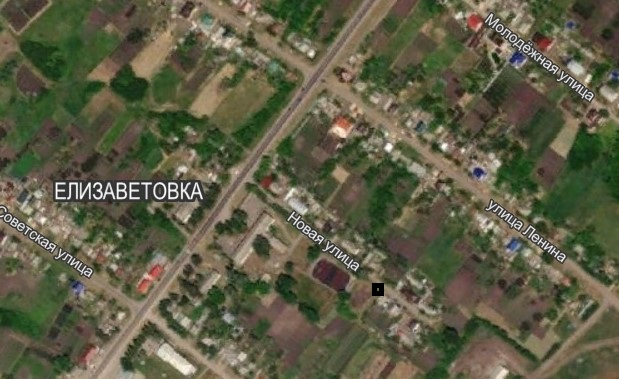 Молодёжная улица
ЕЛИЗАВЕТОВКА
Советская улица
Новая улица
улица Ленина